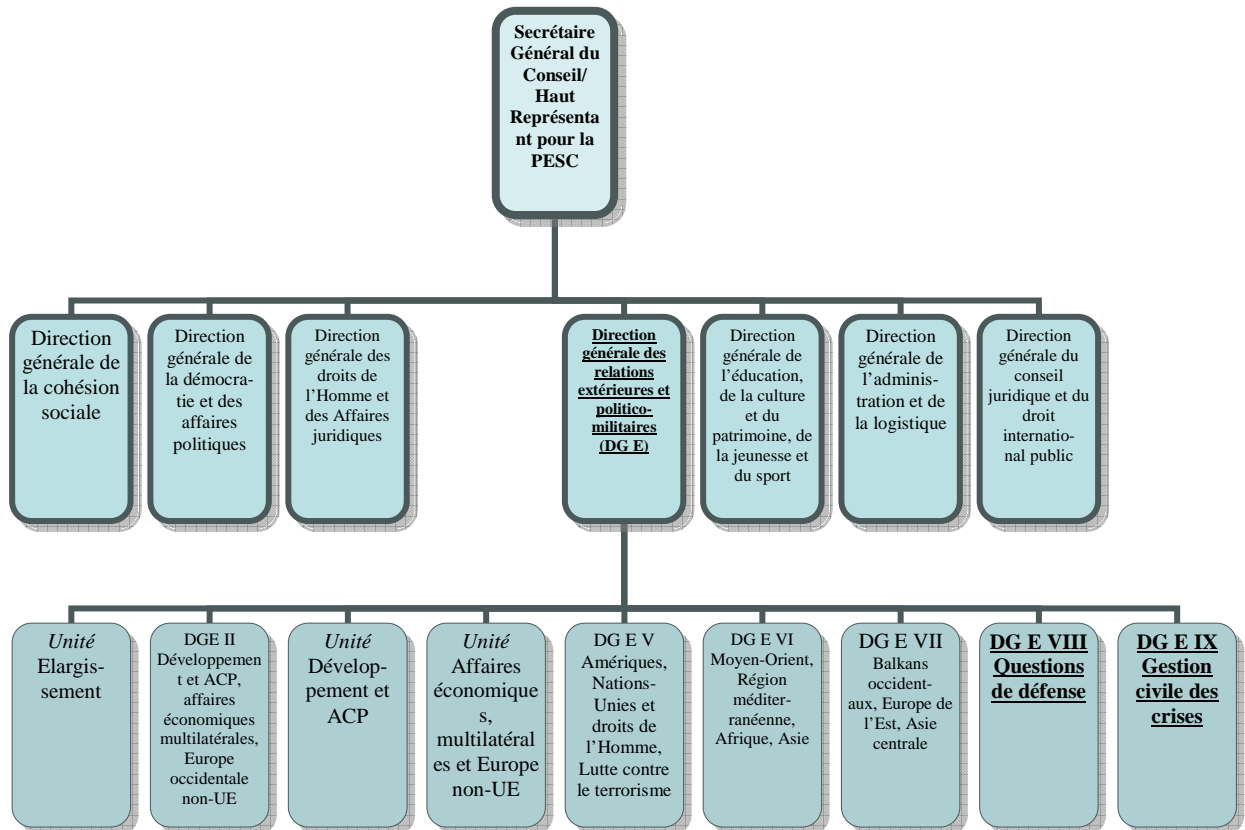 Secrétaire
Général du
Conseil/
Haut
Représenta
nt pour la
PESC
Direction
générale de
la cohésion
sociale
Direction
générale de
la démocra-
tie et des
affaires
politiques
Direction
générale des
droits de
l'Homme et
des Affaires
juridiques
Direction
générale des
relations
extérieures et
politico-
militaires
(DG E)
Direction
générale de
l'éducation,
de la culture
et du
patrimoine, de
la jeunesse et
du sport
Direction
générale de
l'adminis-
tration et de
la logistique
Direction
générale du
conseil
juridique et du
droit
internatio-
nal public
Unité
Elargis-
sement
DGE II
Développemen
t et ACP,
affaires
économiques
multilatérales,
Europe
occidentale
non-UE
Unité
Dévelop-
pement et
ACP
Unité
Affaires
économique
s,
multilatéral
es et Europe
non-UE
DG E V
Amériques,
Nations-
Unies et
droits de
l'Homme,
Lutte contre
le terrorisme
DG E VI
Moyen-Orient,
Région
méditer-
ranéenne,
Afrique, Asie
DG E VII
Balkans
occident-
aux, Europe de
l'Est, Asie
centrale
DG E VIII
Questions
de défense
DG E IX
Gestion
civile des
crises